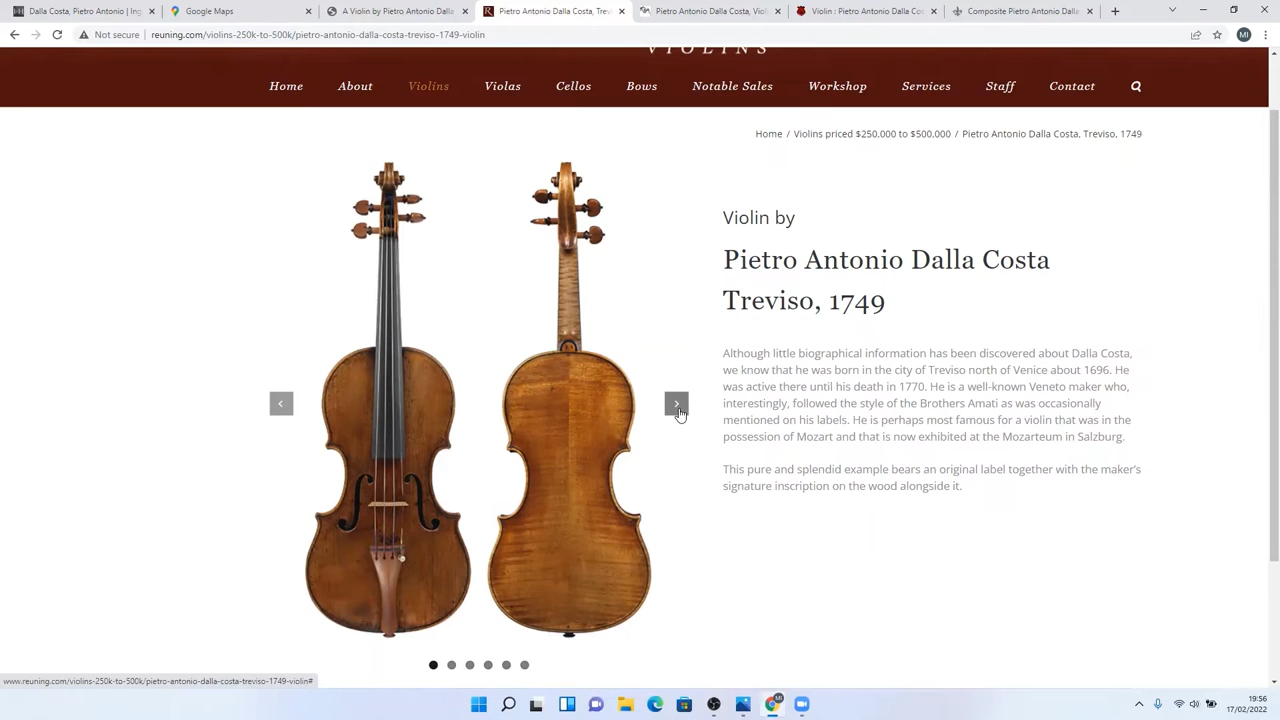 Dalla Costa, Pietro Antonio | Ing
Google Maps
A Violin by Pietro Antonio Dall
Pietro Antonio Dalla Costa, Trev
Pietro Antonio Dalla Costa, Viol
Violin : Pietro Antonio Dalla Co
Composite Pietro Antonio Dalla
Not secure
reuning.com/violins-250k-to-500k/pietro-antonio-dalla-costa-treviso-1749-violin
MI
VIOLINS
Home About Violins Violas Cellos Bows Notable Sales Workshop Services Staff Contact
Home / Violins priced $250,000 to $500,000 / Pietro Antonio Dalla Costa, Treviso, 1749
Violin by
Pietro Antonio Dalla Costa
Treviso, 1749
Although little biographical information has been discovered about Dalla Costa,
we know that he was born in the city of Treviso north of Venice about 1696. He
was active there until his death in 1770. He is a well-known Veneto maker who,
interestingly, followed the style of the Brothers Amati as was occasionally
mentioned on his labels. He is perhaps most famous for a violin that was in the
possession of Mozart and that is now exhibited at the Mozarteum in Salzburg.
This pure and splendid example bears an original label together with the maker's
signature inscription on the wood alongside it.
www.reuning.com/violins-250k-to-500k/pietro-antonio-dalla-costa-treviso-1749-violin#
MI
19:56
17/02/2022